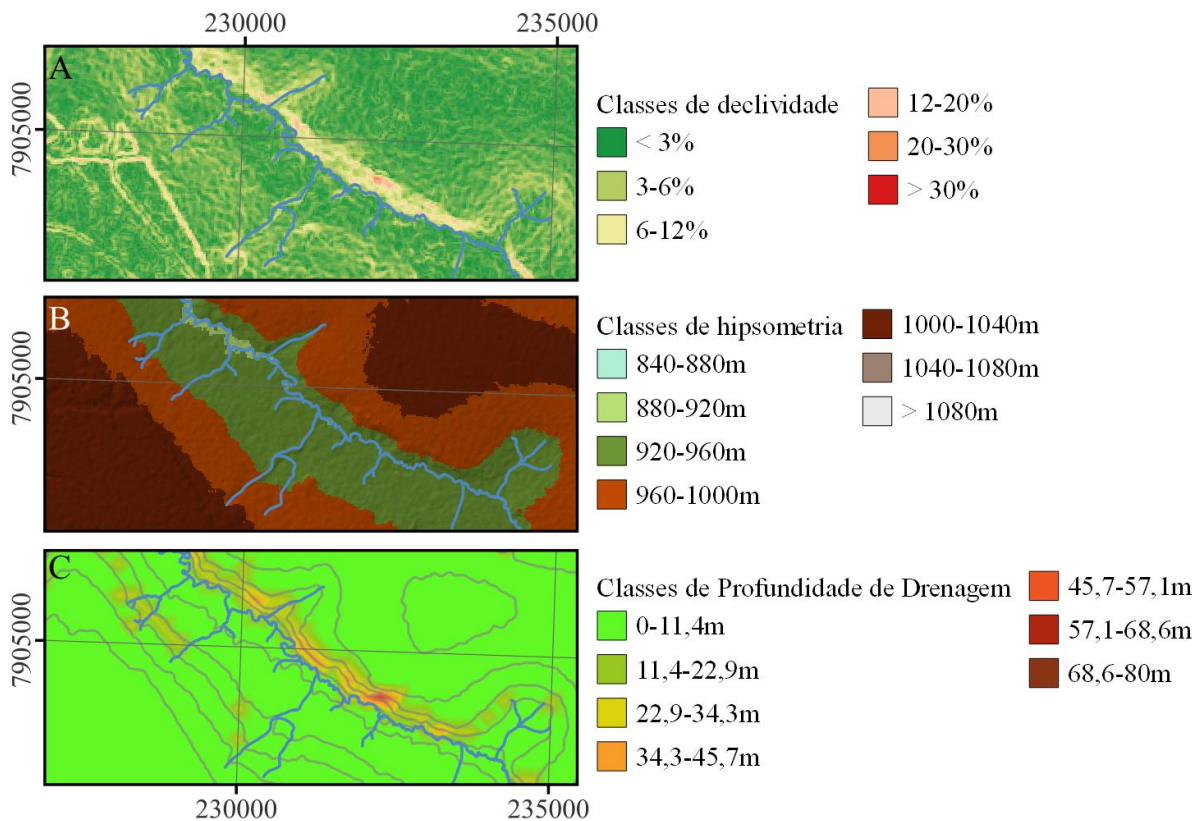 230000 235000
A
7905000
Classes de declividade
< 3%
3-6%
6-12%
12-20%
20-30%
> 30%
B
7905000
Classes de hipsometria
840-880m
880-920m
920-960m
960-1000m
1000-1040m
1040-1080m
> 1080m
C
7905000
Classes de Profundidade de Drenagem
0-11,4m
11,4-22,9m
22,9-34,3m
34,3-45,7m
45,7-57,1m
57,1-68,6m
68,6-80m
230000 235000